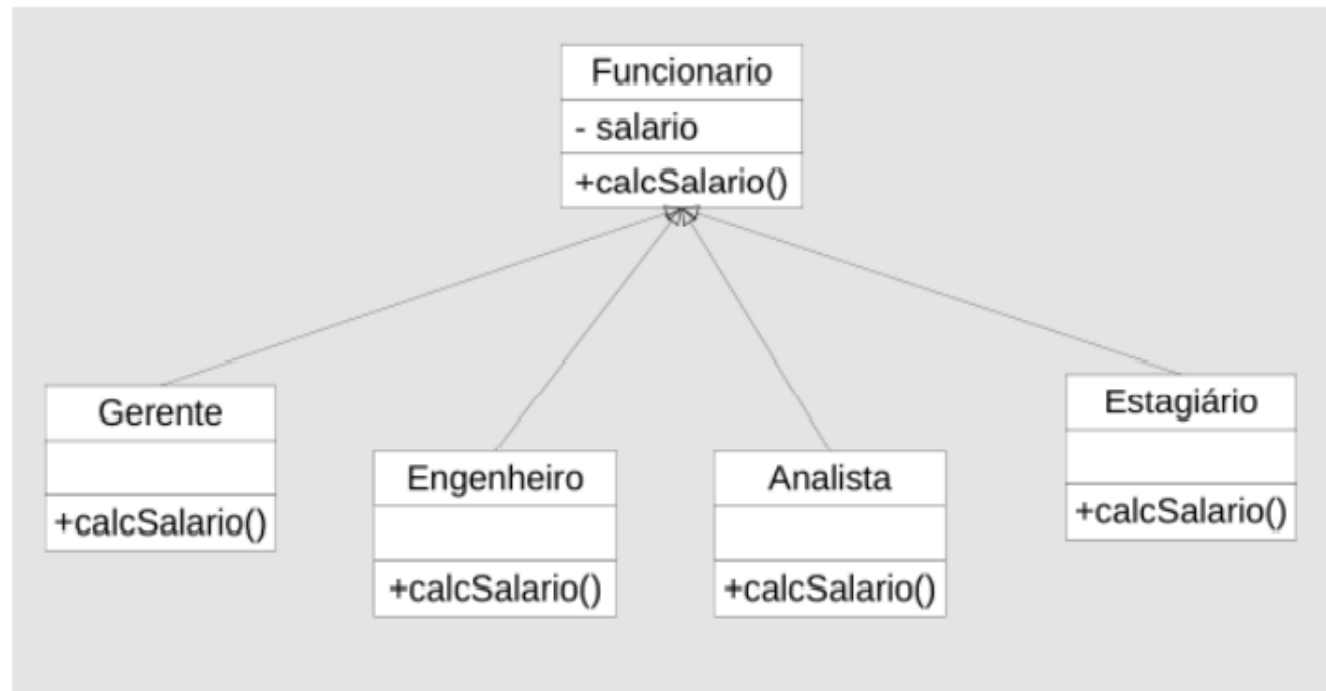 Funcionario
- salario
+calcSalario()
Gerente
+calcSalario()
Engenheiro
+calcSalario()
Analista
+calcSalario()
Estagiário
+calcSalario()